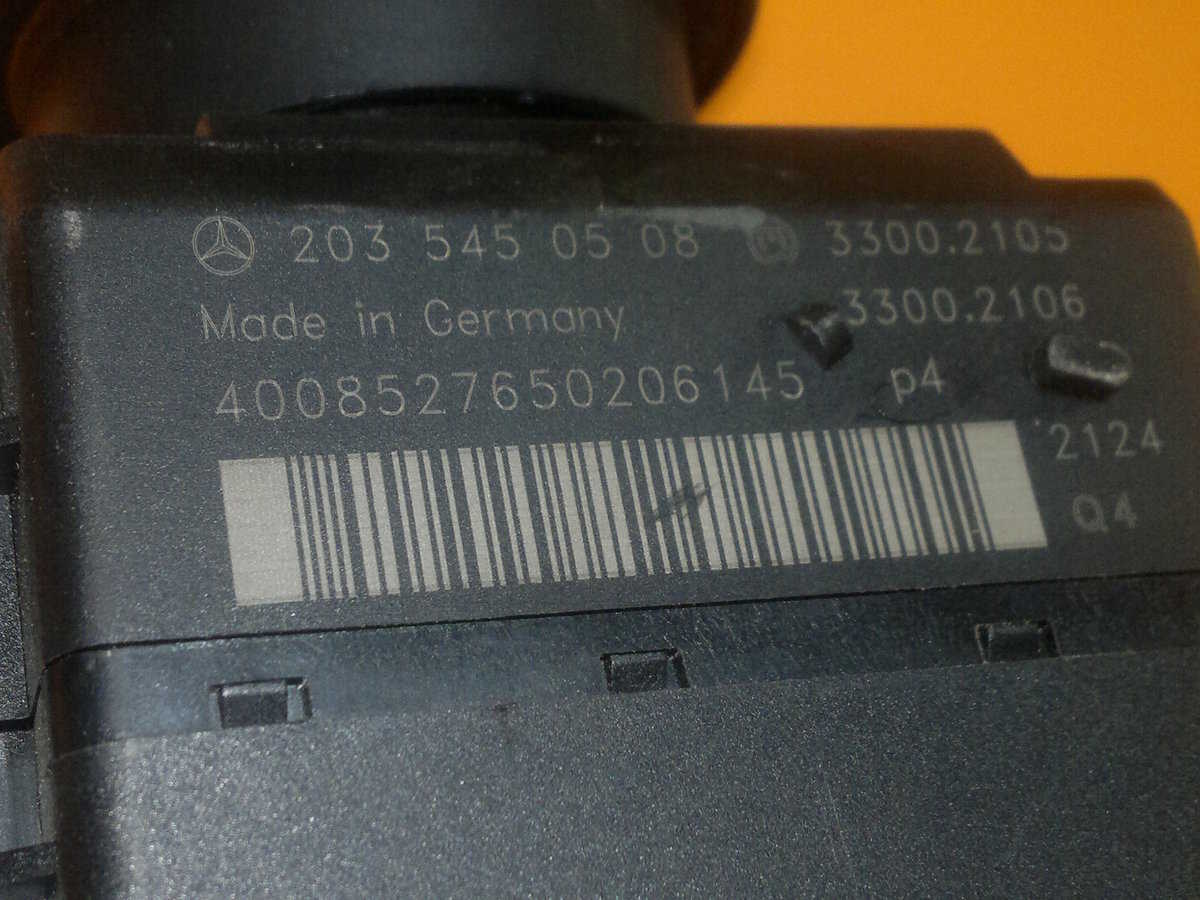 203 545 05 08 3300.2105
Made in Germany 3300.2106
4008527650206145 p4
2124
Q4